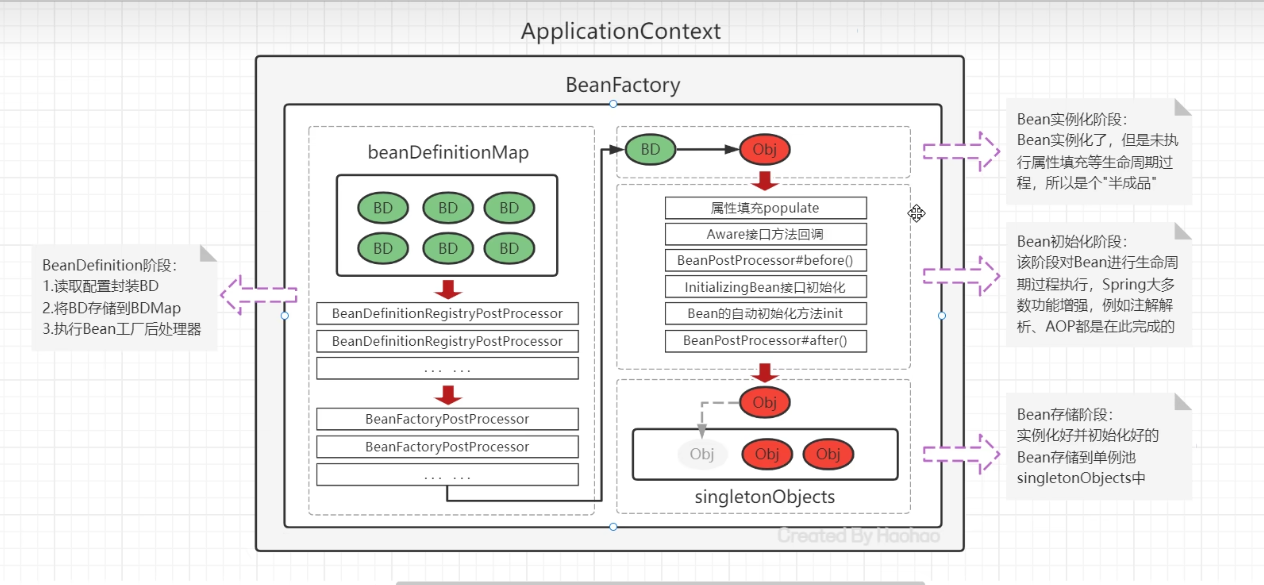 ApplicationContext
BeanFactory
beanDefinitionMap
BD
BD
BD
BD
BD
BD
BeanDefinitionRegistryPostProcessor
BeanDefinitionRegistryPostProcessor
... ...
BeanFactoryPostProcessor
BeanFactoryPostProcessor
... ...
BD
Obj
属性填充populate
Aware接口方法回调
BeanPostProcessor#before()
InitializingBean接口初始化
Bean的自动初始化方法init
BeanPostProcessor#after()
Obj
Obj
Obj
Obj
singletonObjects
Created By Haohao
BeanDefinition阶段：
1.读取配置封装BD
2.将BD存储到BDMap
3.执行Bean工厂后处理器
Bean实例化阶段：
Bean实例化了，但是未执
行属性填充等生命周期过
程，所以是个"半成品"
Bean初始化阶段：
该阶段对Bean进行生命周
期过程执行，Spring大多
数功能增强，例如注解解
析、AOP都是在此完成的
Bean存储阶段：
实例化好并初始化好的
Bean存储到单例池
singletonObjects中